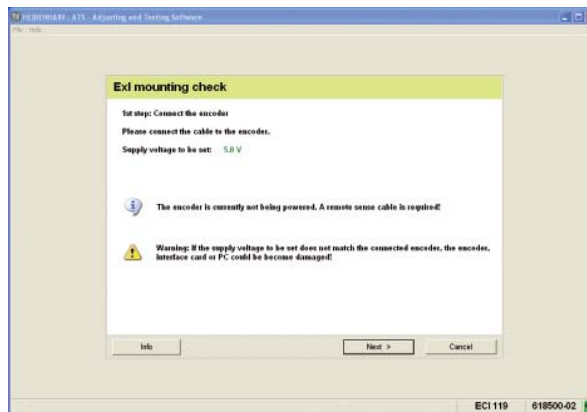 HEIDENHAIN : ATS - Adjusting and Testing Software
File Help
ExI mounting check
1st step: Connect the encoder
Please connect the cable to the encoder.
Supply voltage to be set: 5.0 V
The encoder is currently not being powered. A remote sense cable is required!
Warning: If the supply voltage to be set does not match the connected encoder, the encoder,
interface card or PC could be become damaged!
Info Next > Cancel
ECI 119 618500-02